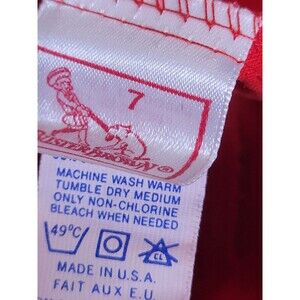 7
BUSTER BROWN®
MACHINE WASH WARM
TUMBLE DRY MEDIUM
ONLY NON-CHLORINE
BLEACH WHEN NEEDED
49°C
CL
MADE IN U.S.A.
FAIT AUX E.U.